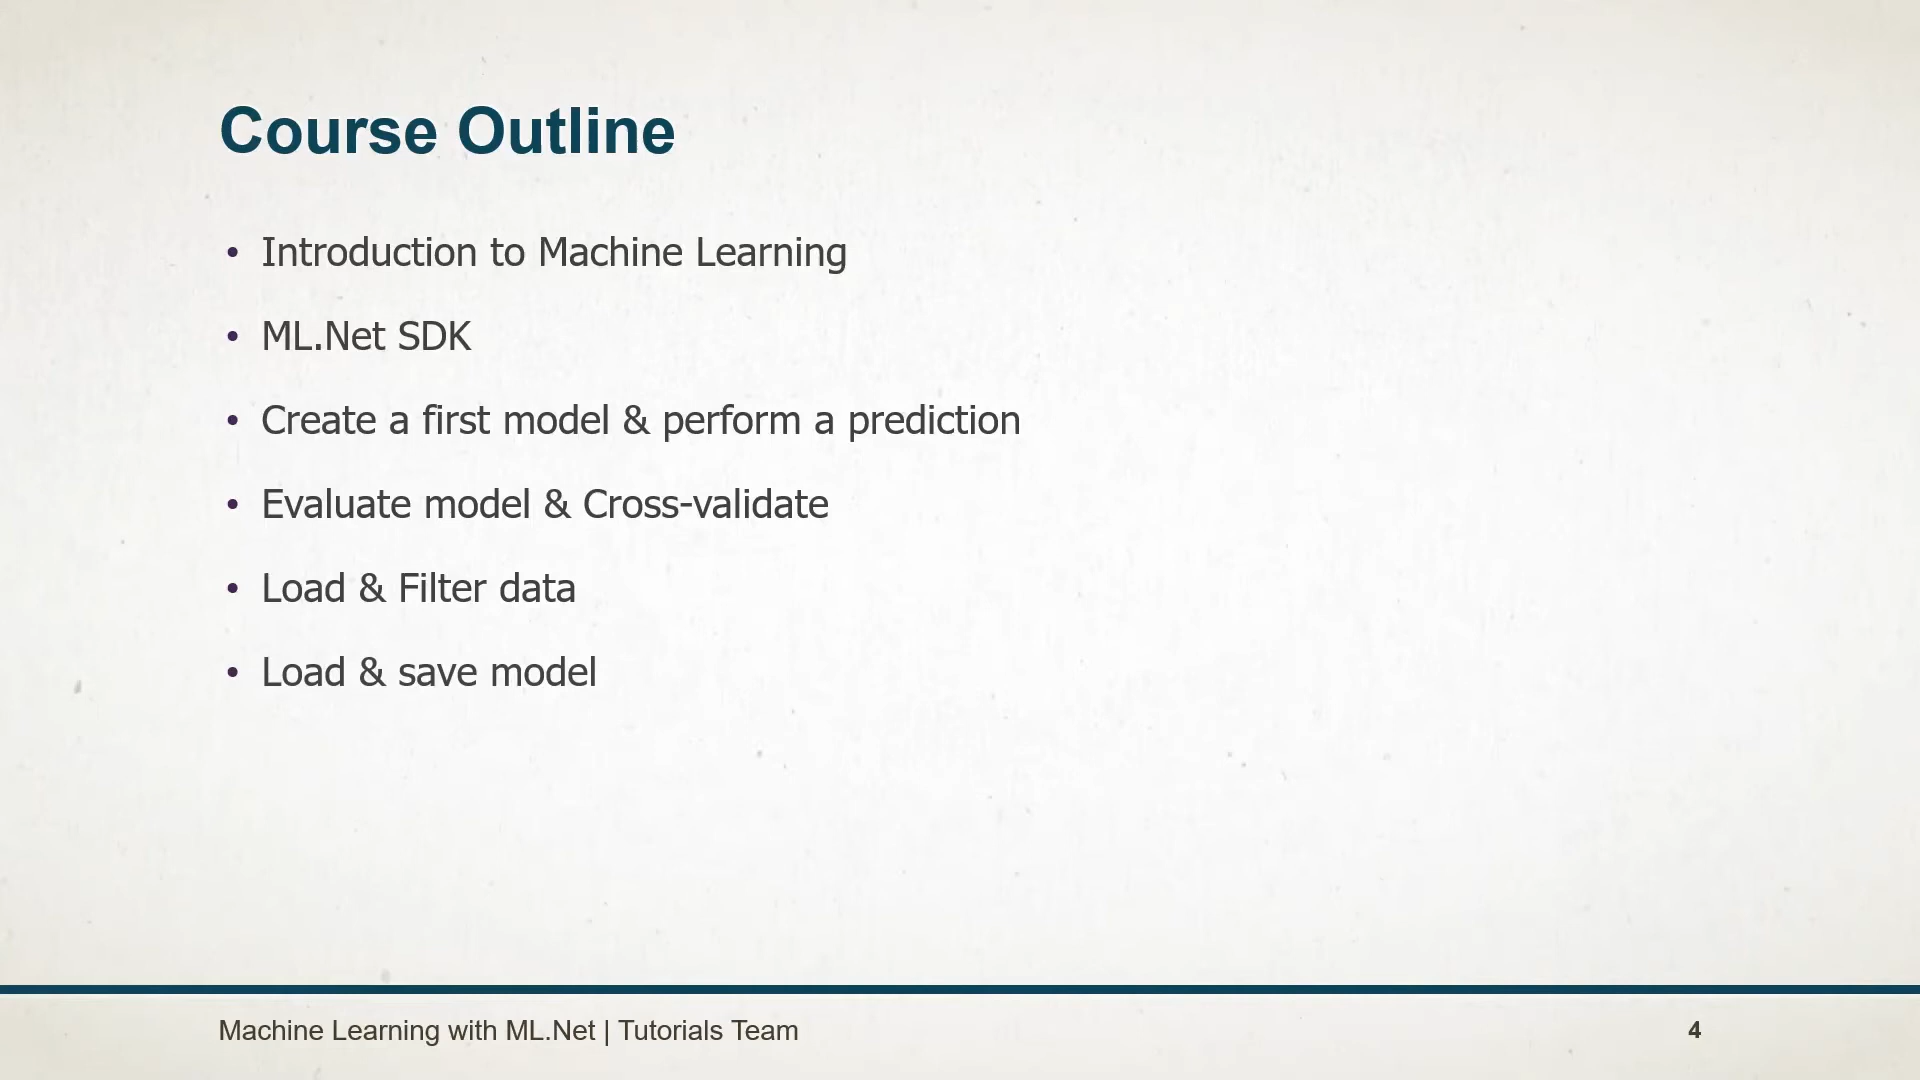 Course Outline
• Introduction to Machine Learning
• ML.Net SDK
• Create a first model & perform a prediction
• Evaluate model & Cross-validate
• Load & Filter data
• Load & save model
Machine Learning with ML.Net | Tutorials Team
4